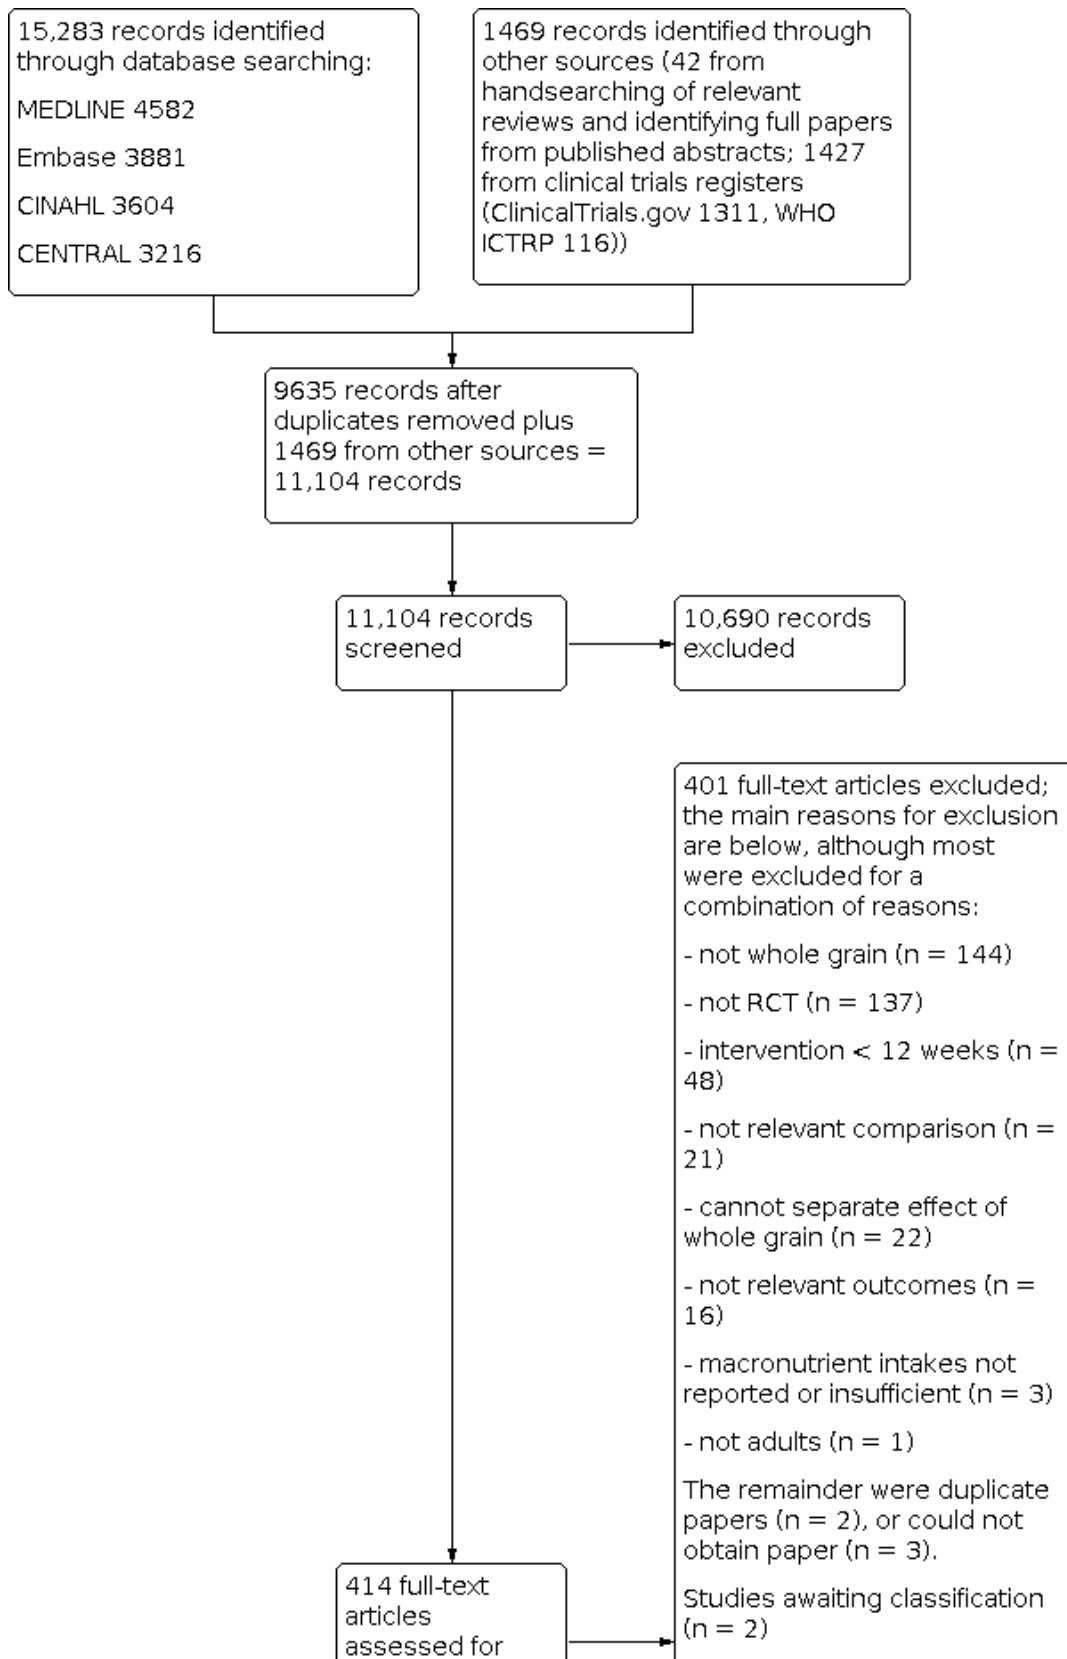 15,283 records identified
through database searching:
MEDLINE 4582
Embase 3881
CINAHL 3604
CENTRAL 3216
1469 records identified through
other sources (42 from
handsearching of relevant
reviews and identifying full papers
from published abstracts; 1427
from clinical trials registers
(ClinicalTrials.gov 1311, WHO
ICTRP 116))
9635 records after
duplicates removed plus
1469 from other sources =
11,104 records
11,104 records
screened
10,690 records
excluded
401 full-text articles excluded;
the main reasons for exclusion
are below, although most
were excluded for a
combination of reasons:
- not whole grain (n = 144)
- not RCT (n = 137)
- intervention < 12 weeks (n =
48)
- not relevant comparison (n =
21)
- cannot separate effect of
whole grain (n = 22)
- not relevant outcomes (n =
16)
- macronutrient intakes not
reported or insufficient (n = 3)
- not adults (n = 1)
The remainder were duplicate
papers (n = 2), or could not
obtain paper (n = 3).
Studies awaiting classification
(n = 2)
414 full-text
articles
assessed for